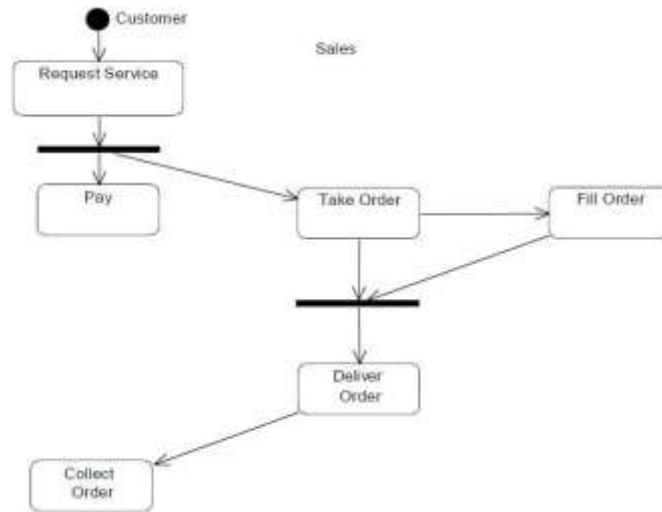 Customer
Sales
Request Service
Pay
Take Order
Fill Order
Deliver
Order
Collect
Order